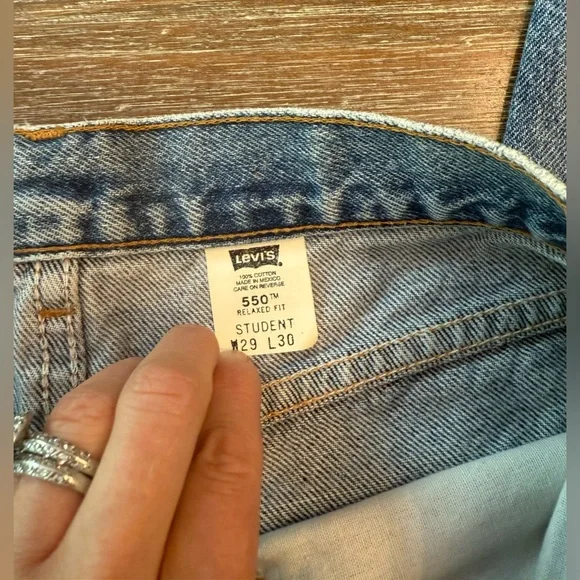 LEVI'S®
100% COTTON
MADE IN MEXICO
CARE ON REVERSE
550™
RELAXED FIT
STUDENT
W29 L30